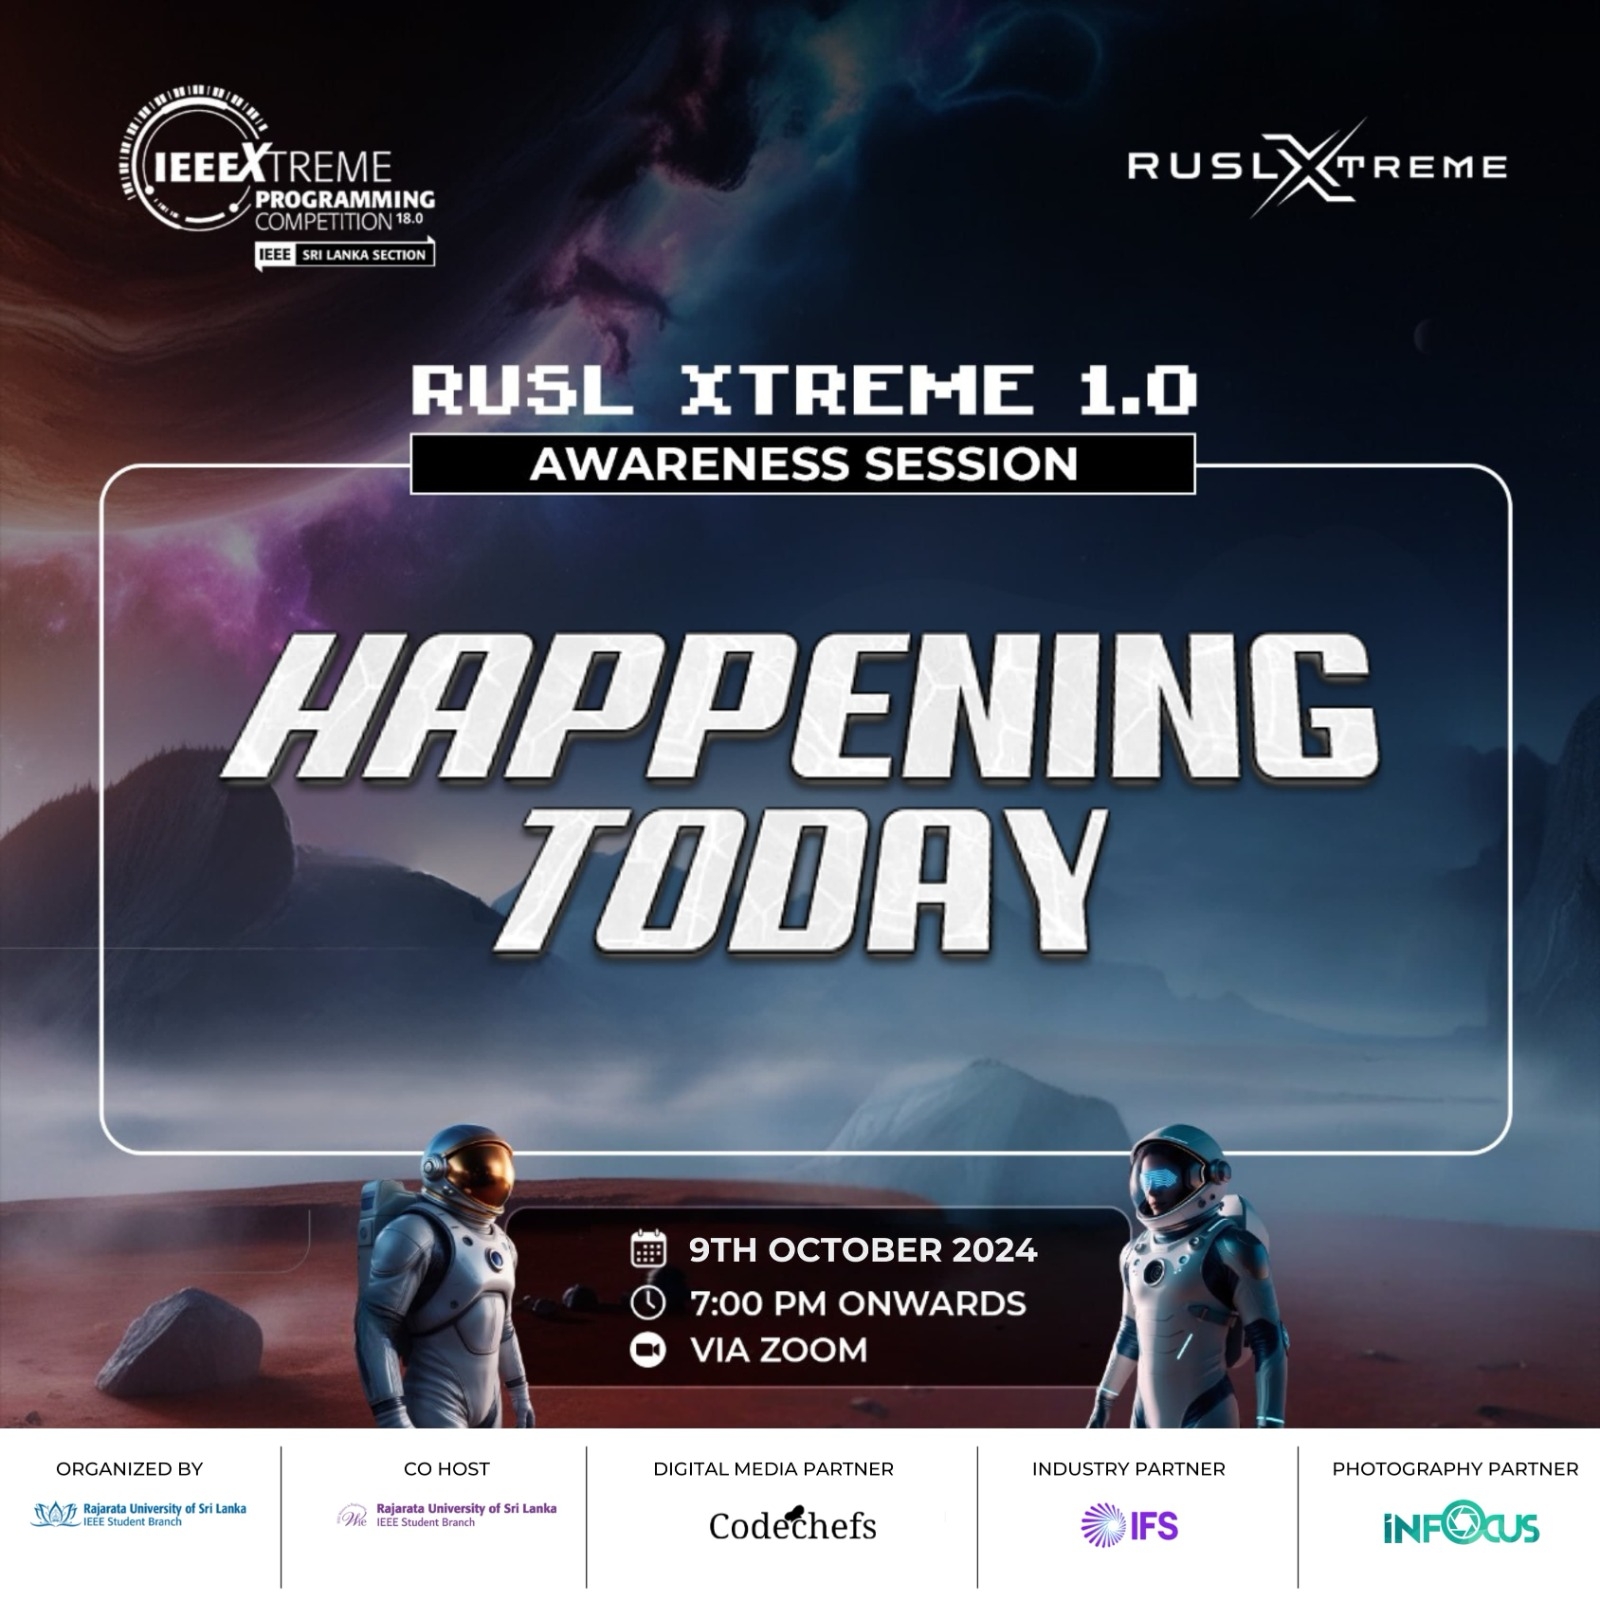 IEEEXTREME
PROGRAMMING
COMPETITION 18.0
IEEE SRI LANKA SECTION
RUSLXTREME
RUSL XTREME 1.0
AWARENESS SESSION
HAPPENING
TODAY
9TH OCTOBER 2024
7:00 PM ONWARDS
VIA ZOOM
ORGANIZED BY
Rajarata University of Sri Lanka
IEEE Student Branch
CO HOST
Rajarata University of Sri Lanka
IEEE Student Branch
DIGITAL MEDIA PARTNER
Codechefs
INDUSTRY PARTNER
IFS
PHOTOGRAPHY PARTNER
iNFOCUS